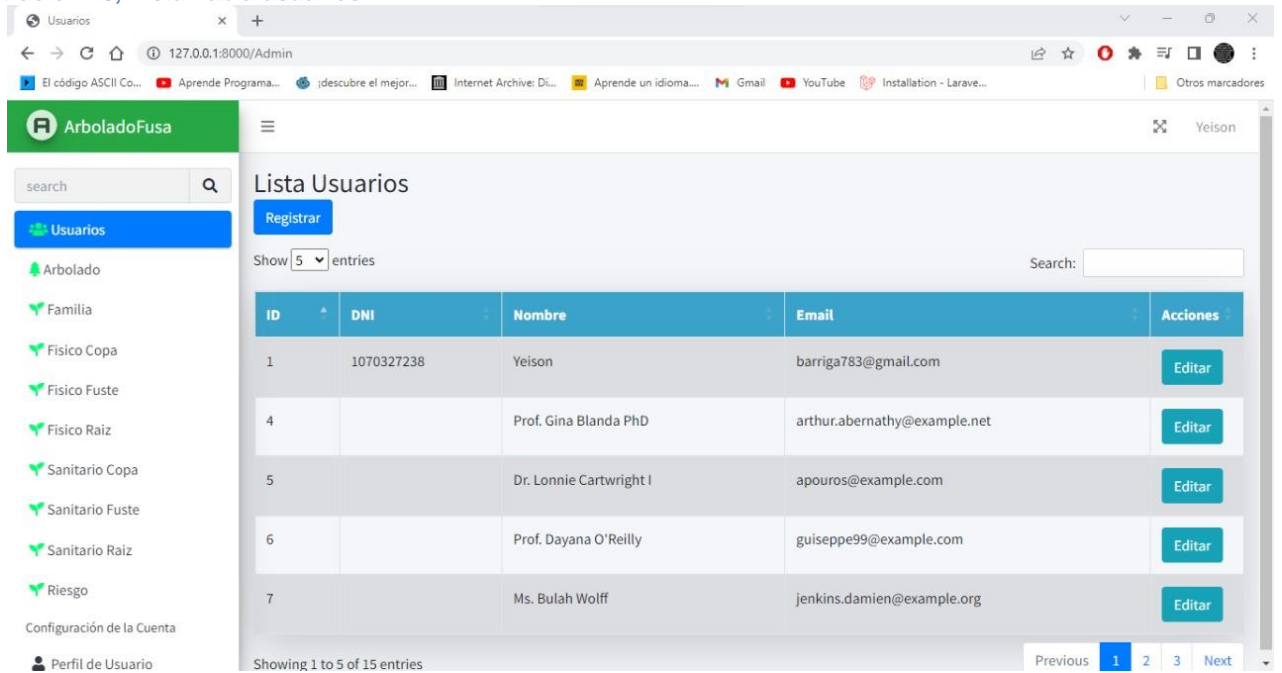 Usuarios
127.0.0.1:8000/Admin
El código ASCII Co... Aprende Programa... ¡descubre el mejor... Internet Archive: Di... Aprende un idioma.... Gmail YouTube Installation - Larave... Otros marcadores
ArboladoFusa
Yeison
search
Usuarios
Arbolado
Familia
Fisico Copa
Fisico Fuste
Fisico Raiz
Sanitario Copa
Sanitario Fuste
Sanitario Raiz
Riesgo
Configuración de la Cuenta
Perfil de Usuario
Lista Usuarios
Registrar
Show 5 entries
Search:
ID DNI Nombre Email Acciones
1 1070327238 Yeison barriga783@gmail.com Editar
4 Prof. Gina Blanda PhD arthur.abernathy@example.net Editar
5 Dr. Lonnie Cartwright I apouros@example.com Editar
6 Prof. Dayana O'Reilly guiseppe99@example.com Editar
7 Ms. Bulah Wolff jenkins.damien@example.org Editar
Showing 1 to 5 of 15 entries
Previous 1 2 3 Next